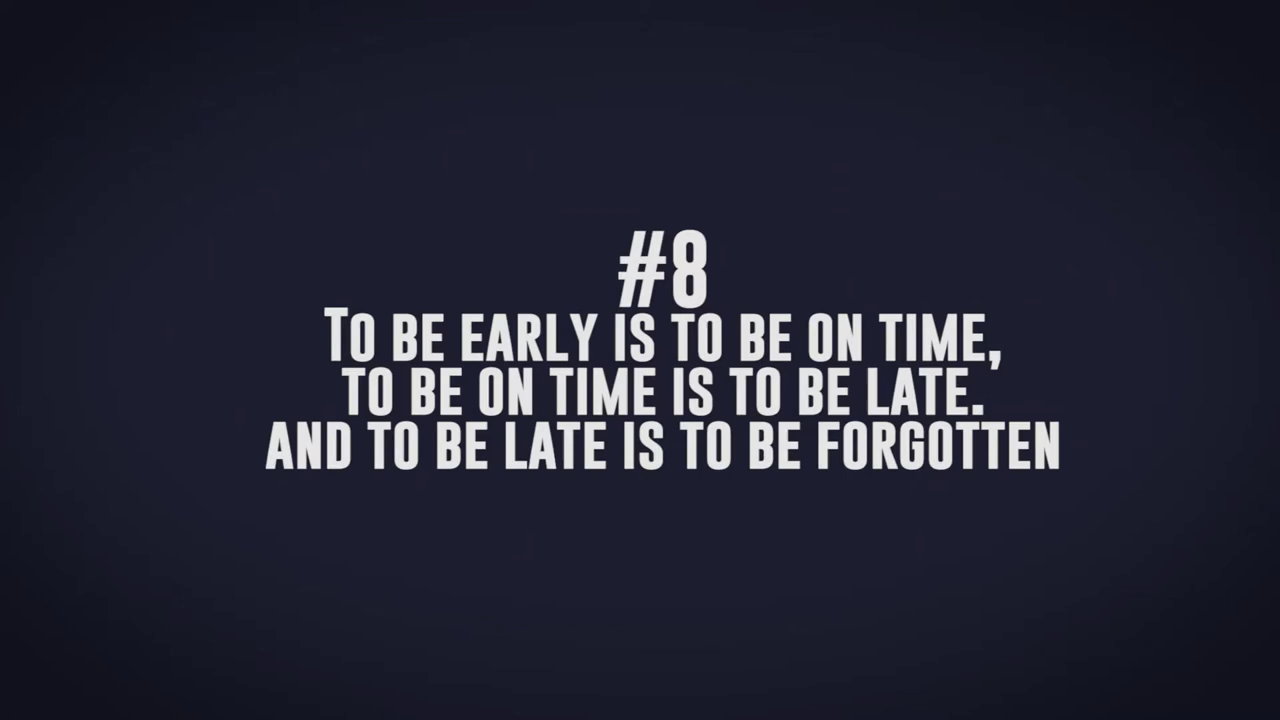 #8
To be early is to be on time,
to be on time is to be late.
and to be late is to be forgotten